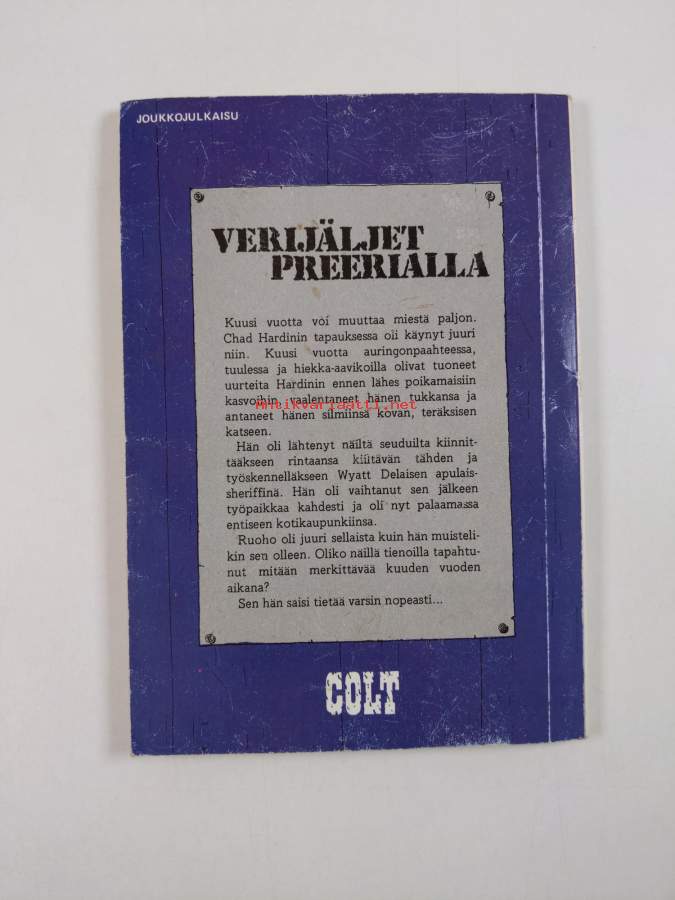 JOUKKOJULKAISU
VERIJÄLJET
PREERIALLA
Kuusi vuotta voi muuttaa miestä paljon.
Chad Hardinin tapauksessa oli käynyt juuri
niin. Kuusi vuotta auringonpaahteessa,
tuulessa ja hiekka-aavikoilla olivat tuoneet
uurteita Hardinin ennen lähes poikamaisiin
kasvoihin, vaalentaneet hänen tukkansa ja
Antikvariaatti.net
antaneet hänen silmiinsä kovan, teräksisen
katseen.
Hän oli lähtenyt näiltä seuduilta kiinnit-
tääkseen rintaansa kiiltävän tähden ja
työskennelläkseen Wyatt Delaisen apulais-
sheriffinä. Hän oli vaihtanut sen jälkeen
työpaikkaa kahdesti ja oli nyt palaamassa
entiseen kotikaupunkiinsa.
Ruoho oli juuri sellaista kuin hän muisteli-
kin sen olleen. Oliko näillä tienoilla tapahtu-
nut mitään merkittävää kuuden vuoden
aikana?
Sen hän saisi tietää varsin nopeasti...
COLT